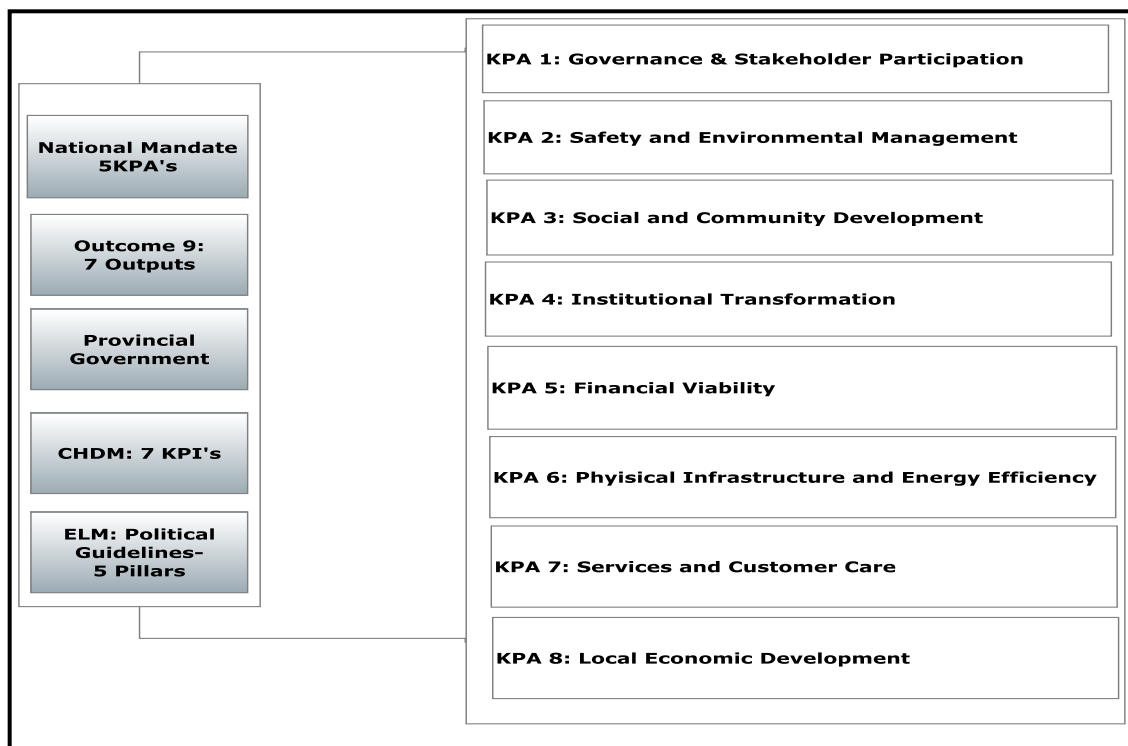 National Mandate
5KPA's
Outcome 9:
7 Outputs
Provincial
Government
CHDM: 7 KPI's
ELM: Political
Guidelines-
5 Pillars
KPA 1: Governance & Stakeholder Participation
KPA 2: Safety and Environmental Management
KPA 3: Social and Community Development
KPA 4: Institutional Transformation
KPA 5: Financial Viability
KPA 6: Phyisical Infrastructure and Energy Efficiency
KPA 7: Services and Customer Care
KPA 8: Local Economic Development